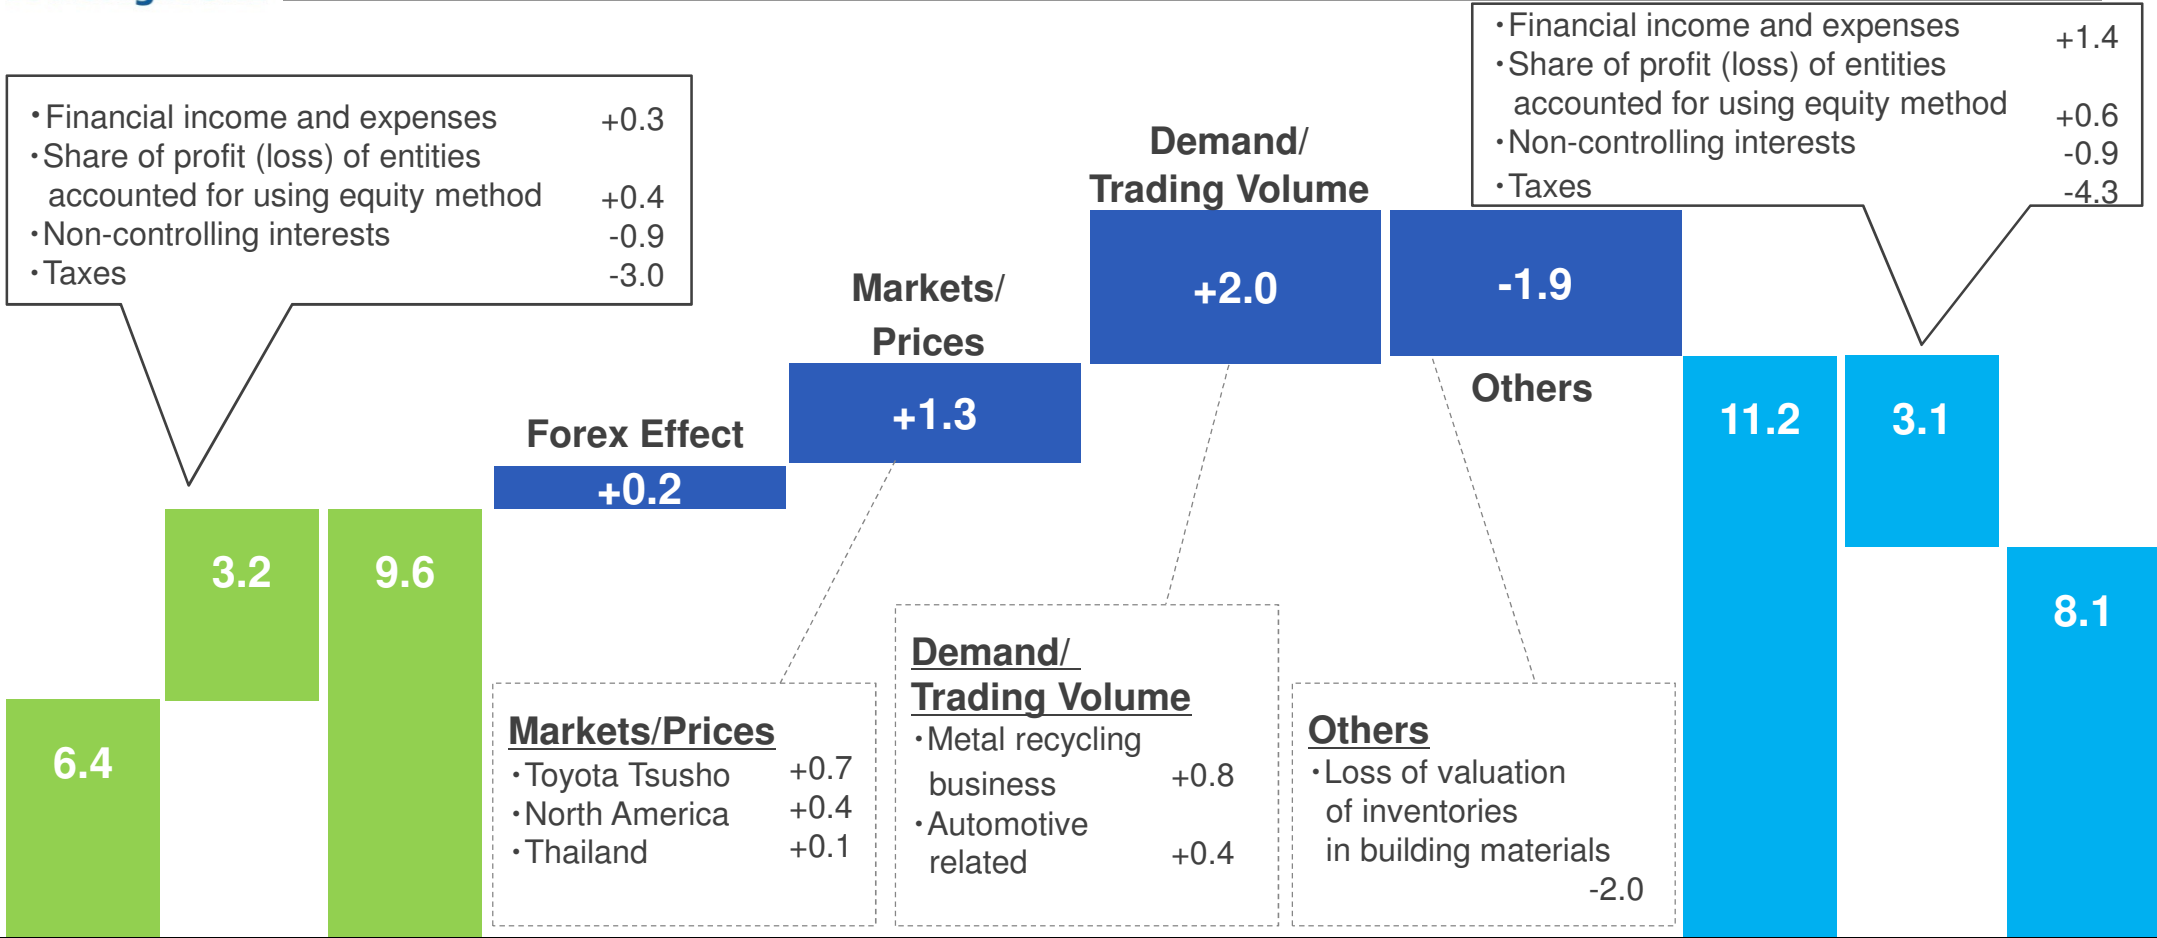 ・Financial income and expenses +0.3
・Share of profit (loss) of entities
accounted for using equity method +0.4
・Non-controlling interests -0.9
・Taxes -3.0
・Financial income and expenses +1.4
・Share of profit (loss) of entities
accounted for using equity method +0.6
・Non-controlling interests -0.9
・Taxes -4.3
6.4
3.2
9.6
Forex Effect
+0.2
Markets/
Prices
+1.3
Demand/
Trading Volume
+2.0
-1.9
Others
11.2
3.1
8.1
Markets/Prices
・Toyota Tsusho +0.7
・North America +0.4
・Thailand +0.1
Demand/
Trading Volume
・Metal recycling
business +0.8
・Automotive
related +0.4
Others
・Loss of valuation
of inventories
in building materials
-2.0